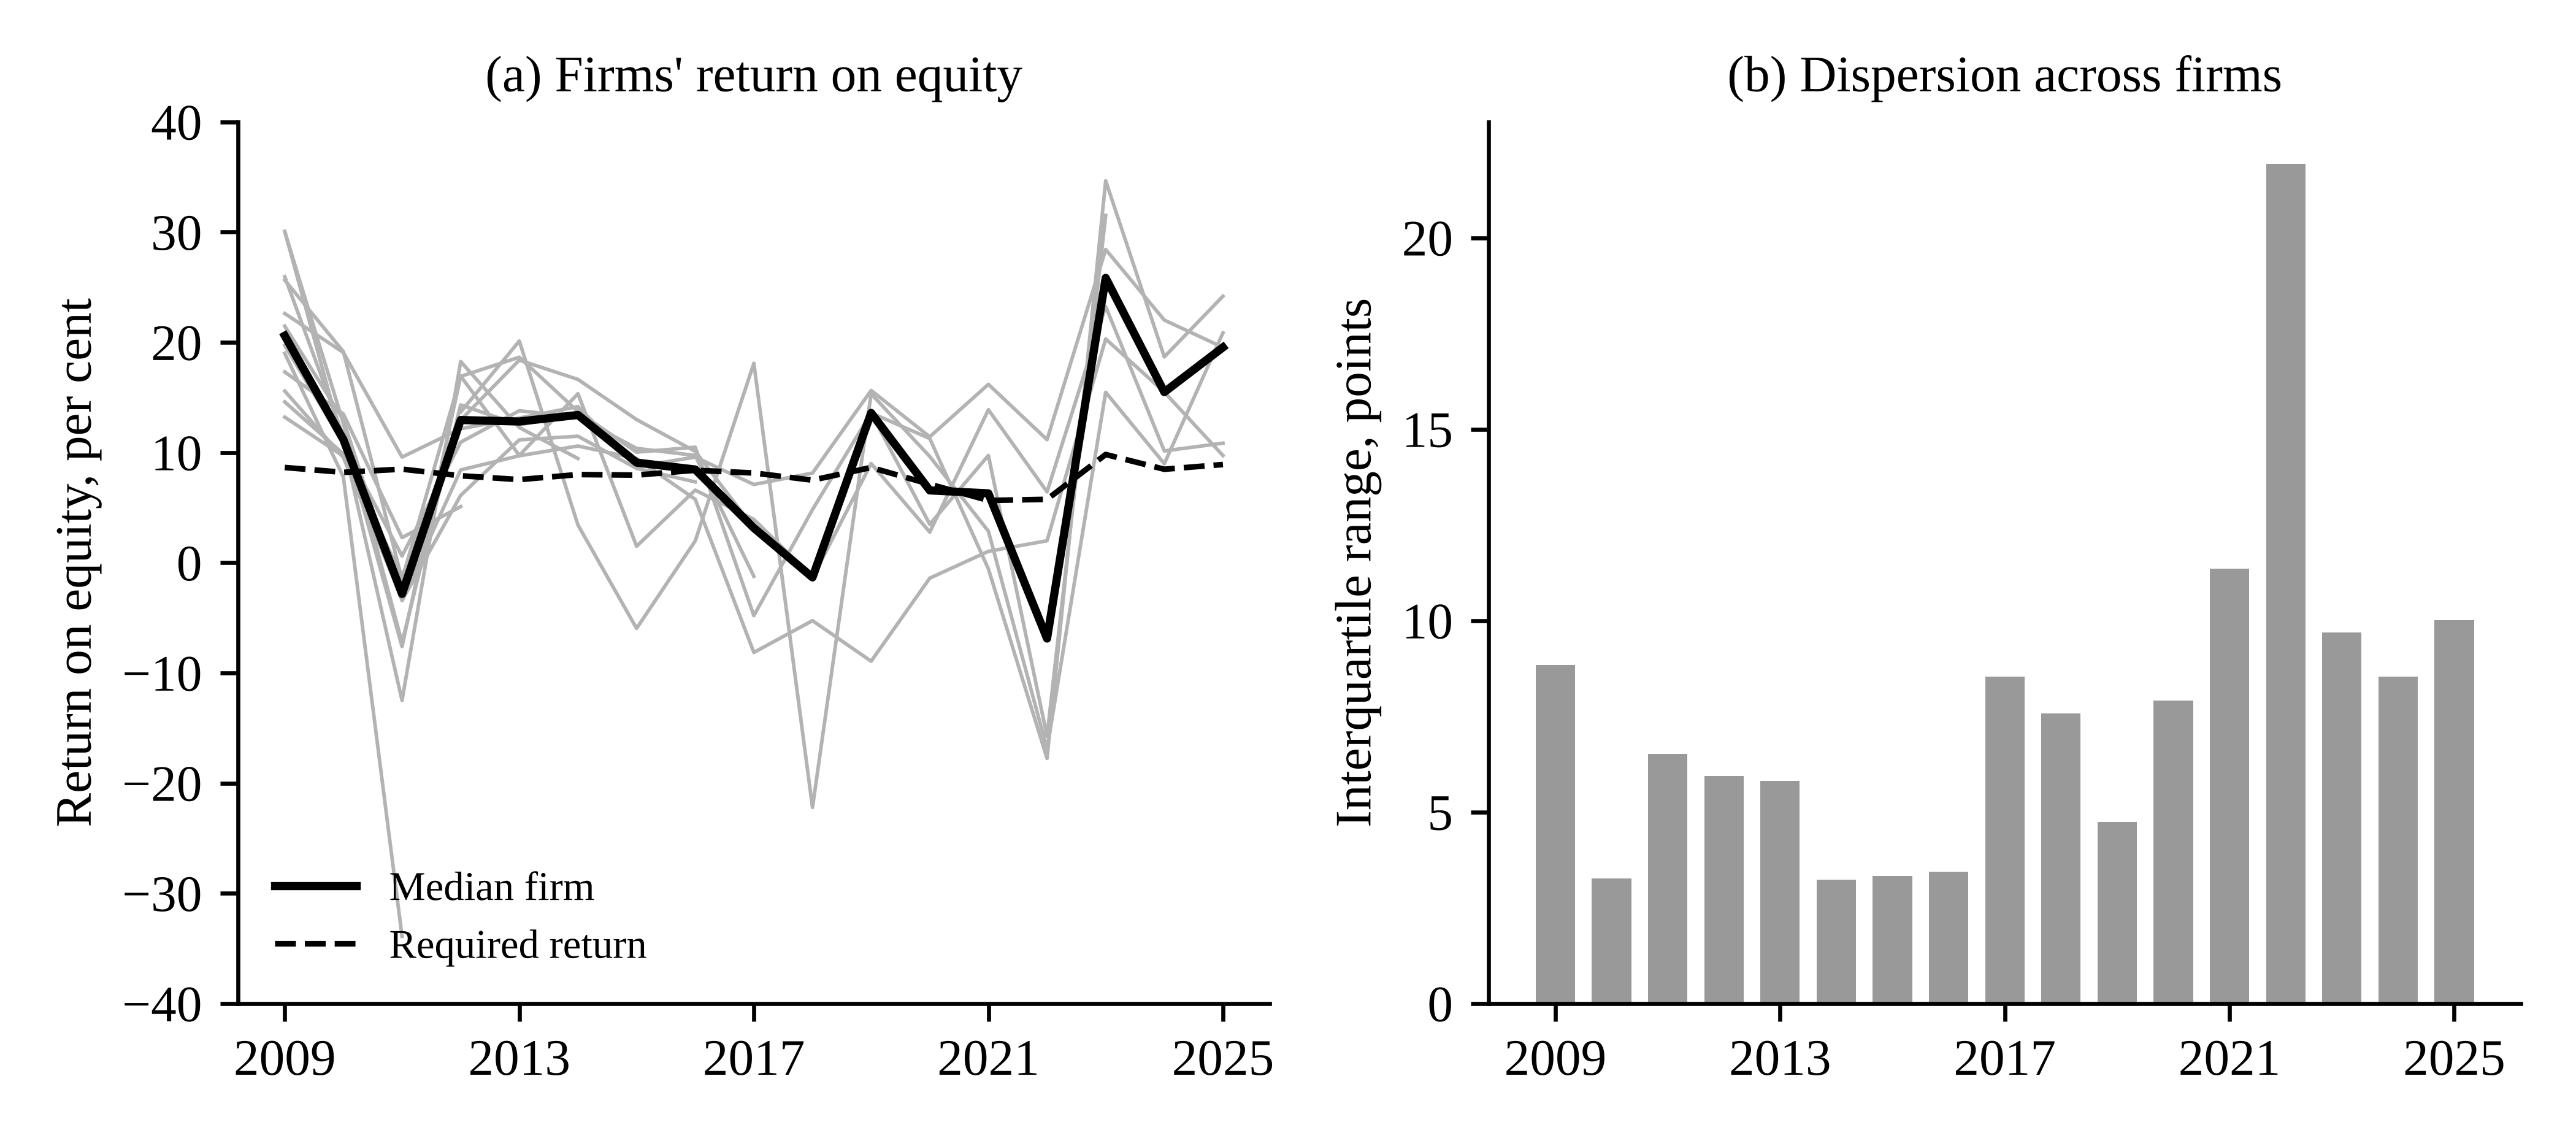 (a) Firms' return on equity
Return on equity, per cent
40
30
20
10
0
−10
−20
−30
−40
Median firm
Required return
2009 2013 2017 2021 2025
(b) Dispersion across firms
Interquartile range, points
20
15
10
5
0
2009 2013 2017 2021 2025